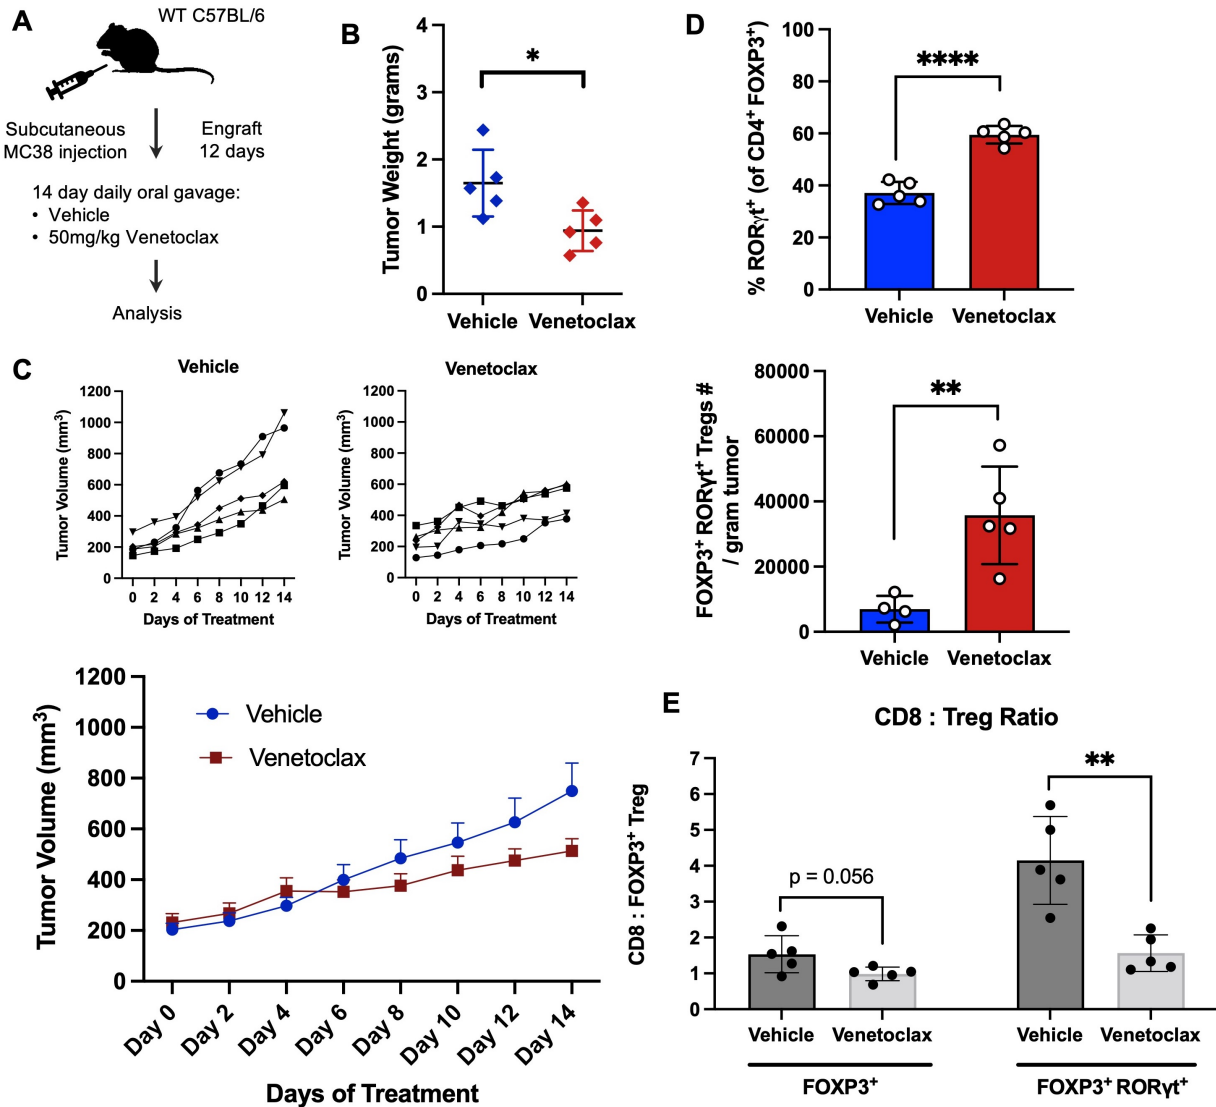 A
WT C57BL/6
Subcutaneous
MC38 injection
Engraft
12 days
14 day daily oral gavage:
• Vehicle
• 50mg/kg Venetoclax
Analysis
B
Tumor Weight (grams)
4
3
2
1
0
*
Vehicle
Venetoclax
C
Vehicle
Tumor Volume (mm³)
1200
1000
800
600
400
200
0
0 2 4 6 8 10 12 14
Days of Treatment
Venetoclax
Tumor Volume (mm³)
1200
1000
800
600
400
200
0
0 2 4 6 8 10 12 14
Days of Treatment
Tumor Volume (mm³)
1200
1000
800
600
400
200
0
Vehicle
Venetoclax
Day 0 Day 2 Day 4 Day 6 Day 8 Day 10 Day 12 Day 14
Days of Treatment
D
% RORγt⁺ (of CD4⁺ FOXP3⁺)
100
80
60
40
20
0
****
Vehicle
Venetoclax
FOXP3⁺ RORγt⁺ Tregs #
/ gram tumor
80000
60000
40000
20000
0
**
Vehicle
Venetoclax
E
CD8 : Treg Ratio
CD8 : FOXP3⁺ Treg
7
6
5
4
3
2
1
0
p = 0.056
**
Vehicle Venetoclax Vehicle Venetoclax
FOXP3⁺ FOXP3⁺ RORγt⁺